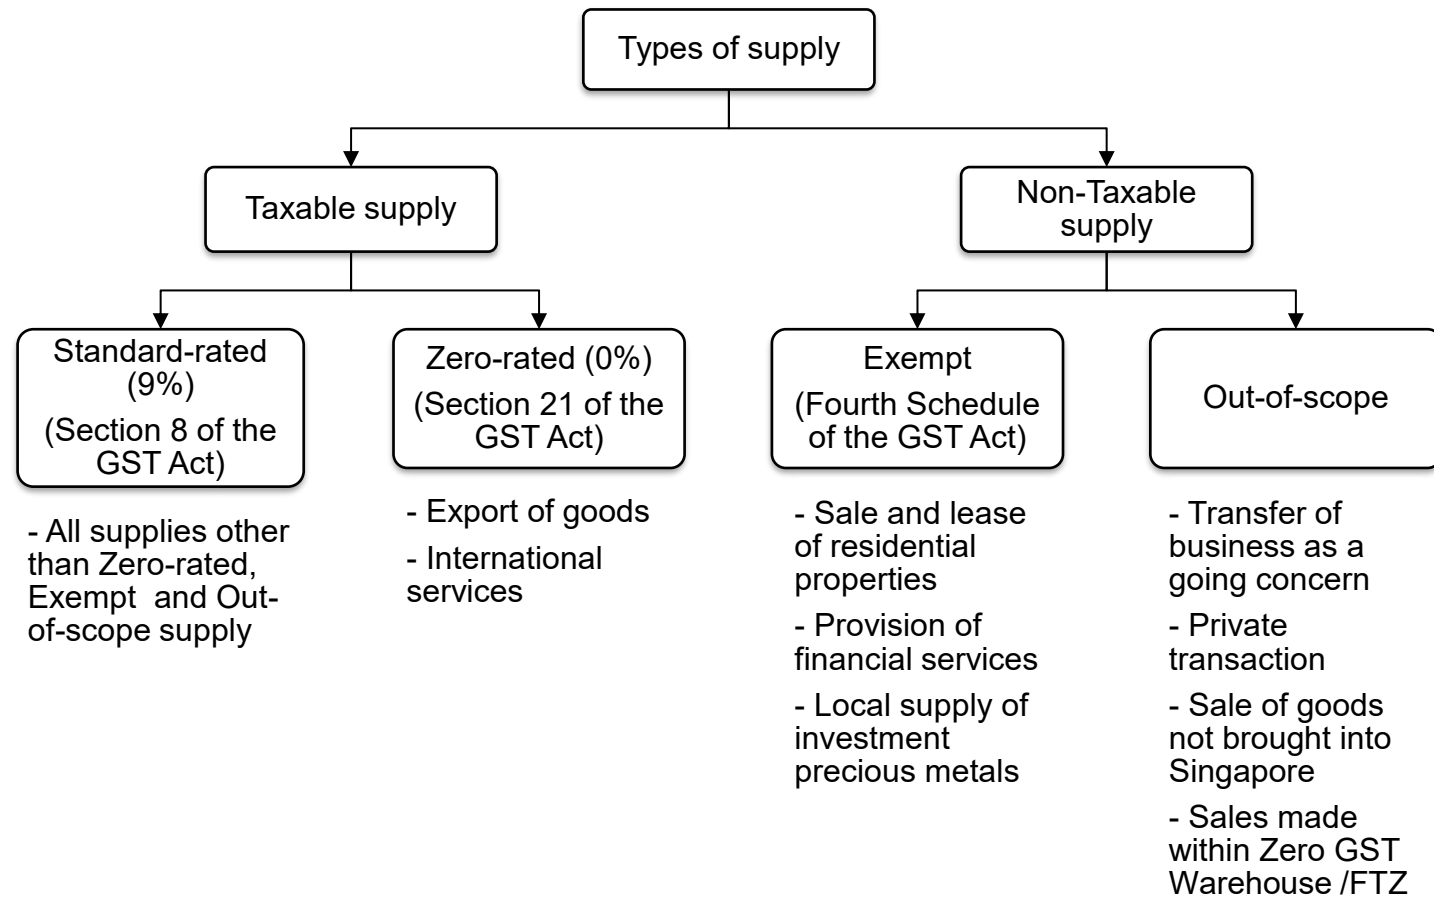 Types of supply
Taxable supply
Non-Taxable
supply
Standard-rated
(9%)
(Section 8 of the
GST Act)
Zero-rated (0%)
(Section 21 of the
GST Act)
Exempt
(Fourth Schedule
of the GST Act)
Out-of-scope
- All supplies other
than Zero-rated,
Exempt  and Out-
of-scope supply
- Export of goods
- International
services
- Sale and lease
of residential
properties
- Provision of
financial services
- Local supply of
investment
precious metals
- Transfer of
business as a
going concern
- Private
transaction
- Sale of goods
not brought into
Singapore
- Sales made
within Zero GST
Warehouse /FTZ